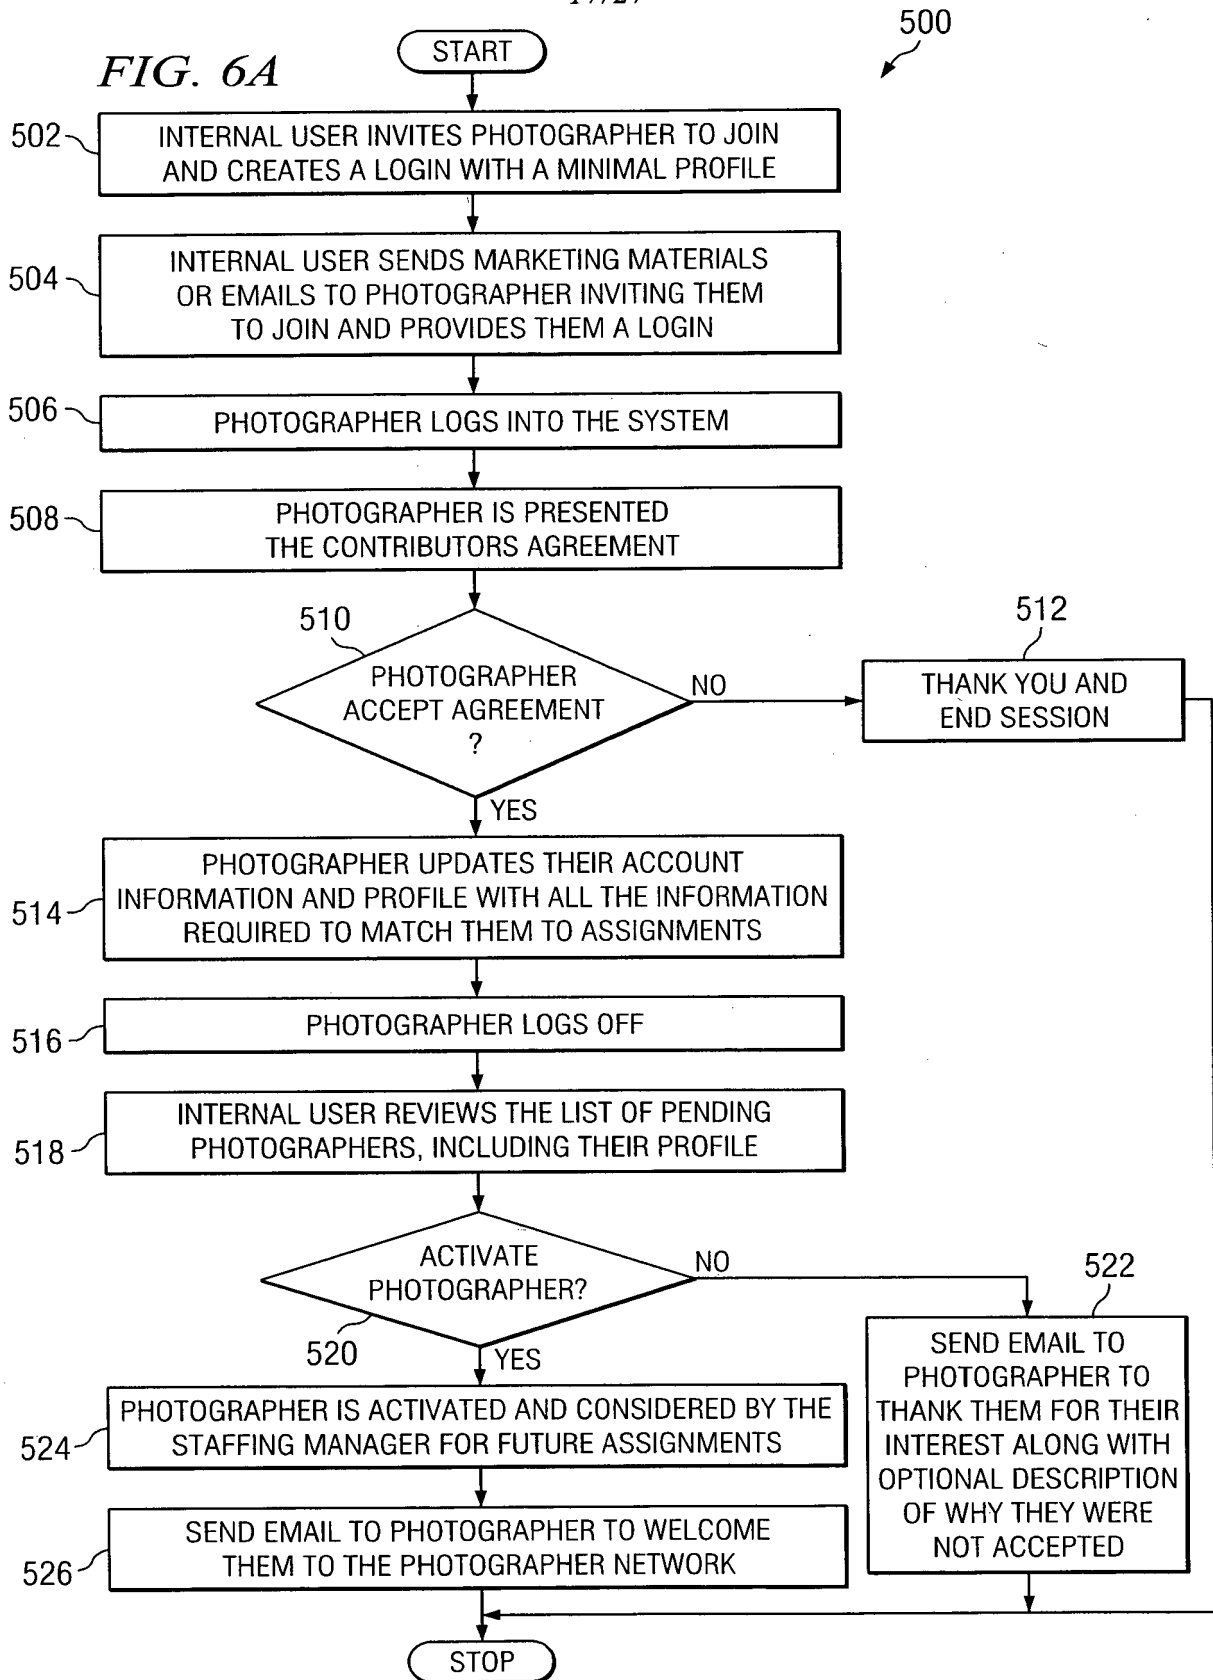 500
START
FIG. 6A
502
INTERNAL USER INVITES PHOTOGRAPHER TO JOIN
AND CREATES A LOGIN WITH A MINIMAL PROFILE
504
INTERNAL USER SENDS MARKETING MATERIALS
OR EMAILS TO PHOTOGRAPHER INVITING THEM
TO JOIN AND PROVIDES THEM A LOGIN
506
PHOTOGRAPHER LOGS INTO THE SYSTEM
508
PHOTOGRAPHER IS PRESENTED
THE CONTRIBUTORS AGREEMENT
510
PHOTOGRAPHER
ACCEPT AGREEMENT
?
NO
512
THANK YOU AND
END SESSION
YES
514
PHOTOGRAPHER UPDATES THEIR ACCOUNT
INFORMATION AND PROFILE WITH ALL THE INFORMATION
REQUIRED TO MATCH THEM TO ASSIGNMENTS
516
PHOTOGRAPHER LOGS OFF
518
INTERNAL USER REVIEWS THE LIST OF PENDING
PHOTOGRAPHERS, INCLUDING THEIR PROFILE
ACTIVATE
PHOTOGRAPHER?
520
NO
522
SEND EMAIL TO
PHOTOGRAPHER TO
THANK THEM FOR THEIR
INTEREST ALONG WITH
OPTIONAL DESCRIPTION
OF WHY THEY WERE
NOT ACCEPTED
YES
524
PHOTOGRAPHER IS ACTIVATED AND CONSIDERED BY THE
STAFFING MANAGER FOR FUTURE ASSIGNMENTS
526
SEND EMAIL TO PHOTOGRAPHER TO WELCOME
THEM TO THE PHOTOGRAPHER NETWORK
STOP